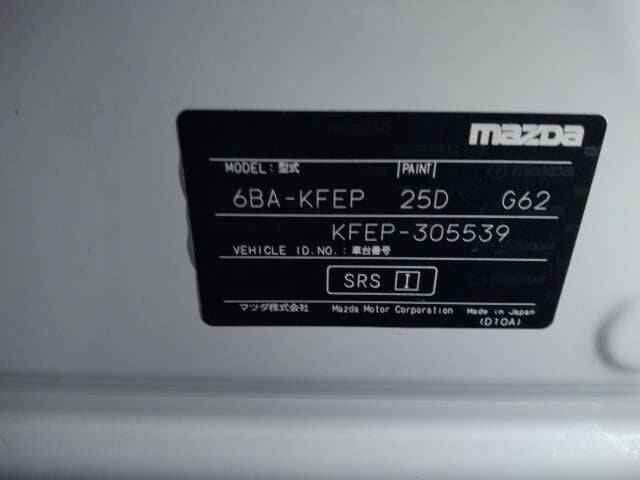 mazda
MODEL: 型式 PAINT
6BA-KFEP 25D G62
KFEP-305539
VEHICLE ID.NO.: 車台番号
SRS I
マツダ株式会社 Mazda Motor Corporation Made in Japan
(D10A)